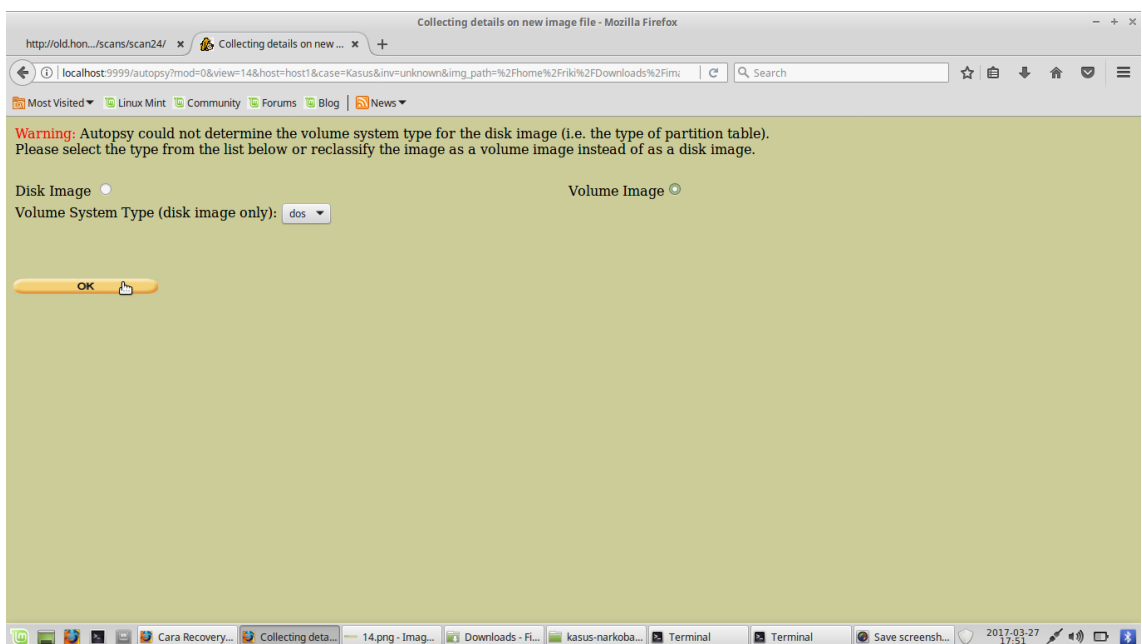 Collecting details on new image file - Mozilla Firefox
http://old.hon.../scans/scan24/ Collecting details on new ...
localhost:9999/autopsy?mod=0&view=14&host=host1&case=Kasus&inv=unknown&img_path=%2Fhome%2Friki%2FDownloads%2Fima Search
Most Visited Linux Mint Community Forums Blog News
Warning: Autopsy could not determine the volume system type for the disk image (i.e. the type of partition table).
Please select the type from the list below or reclassify the image as a volume image instead of as a disk image.
Disk Image Volume Image
Volume System Type (disk image only): dos
OK
Cara Recovery... Collecting deta... 14.png - Imag... Downloads - Fi... kasus-narkoba... Terminal Terminal Save screensh... 2017-03-27
17:51